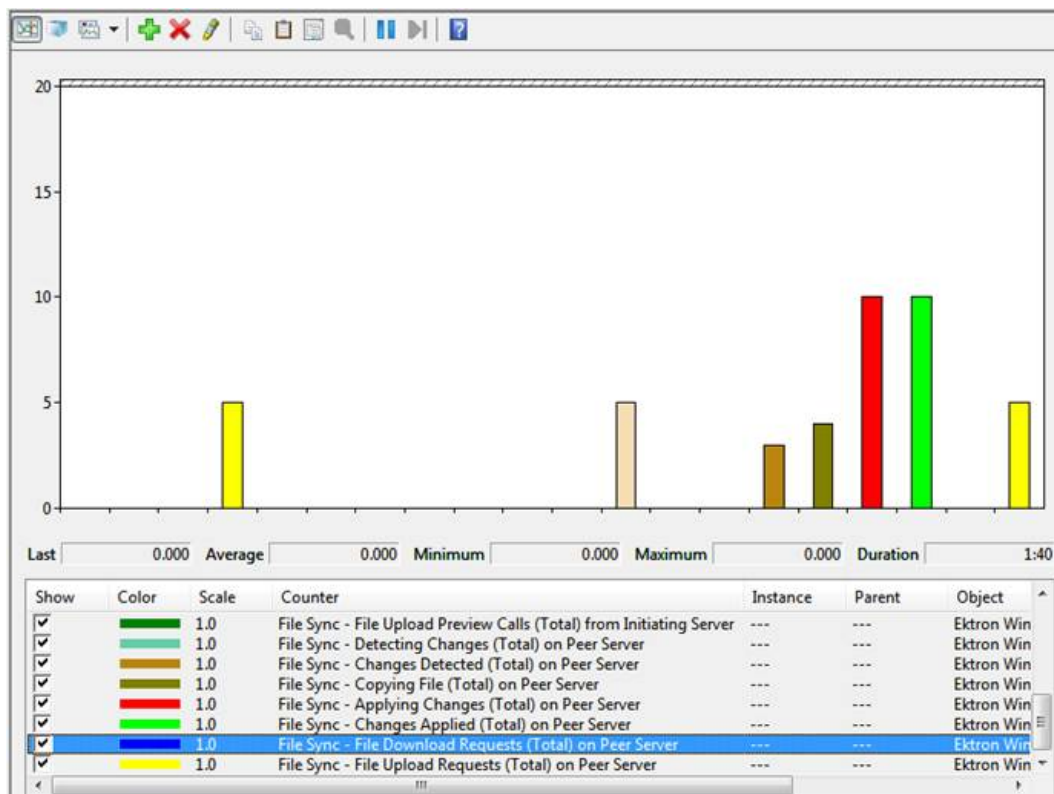 20
15
10
5
0
Last 0.000 Average 0.000 Minimum 0.000 Maximum 0.000 Duration 1:40
Show Color Scale Counter Instance Parent Object
1.0 File Sync - File Upload Preview Calls (Total) from Initiating Server --- --- Ektron Win
1.0 File Sync - Detecting Changes (Total) on Peer Server --- --- Ektron Win
1.0 File Sync - Changes Detected (Total) on Peer Server --- --- Ektron Win
1.0 File Sync - Copying File (Total) on Peer Server --- --- Ektron Win
1.0 File Sync - Applying Changes (Total) on Peer Server --- --- Ektron Win
1.0 File Sync - Changes Applied (Total) on Peer Server --- --- Ektron Win
1.0 File Sync - File Download Requests (Total) on Peer Server --- --- Ektron Win
1.0 File Sync - File Upload Requests (Total) on Peer Server --- --- Ektron Win